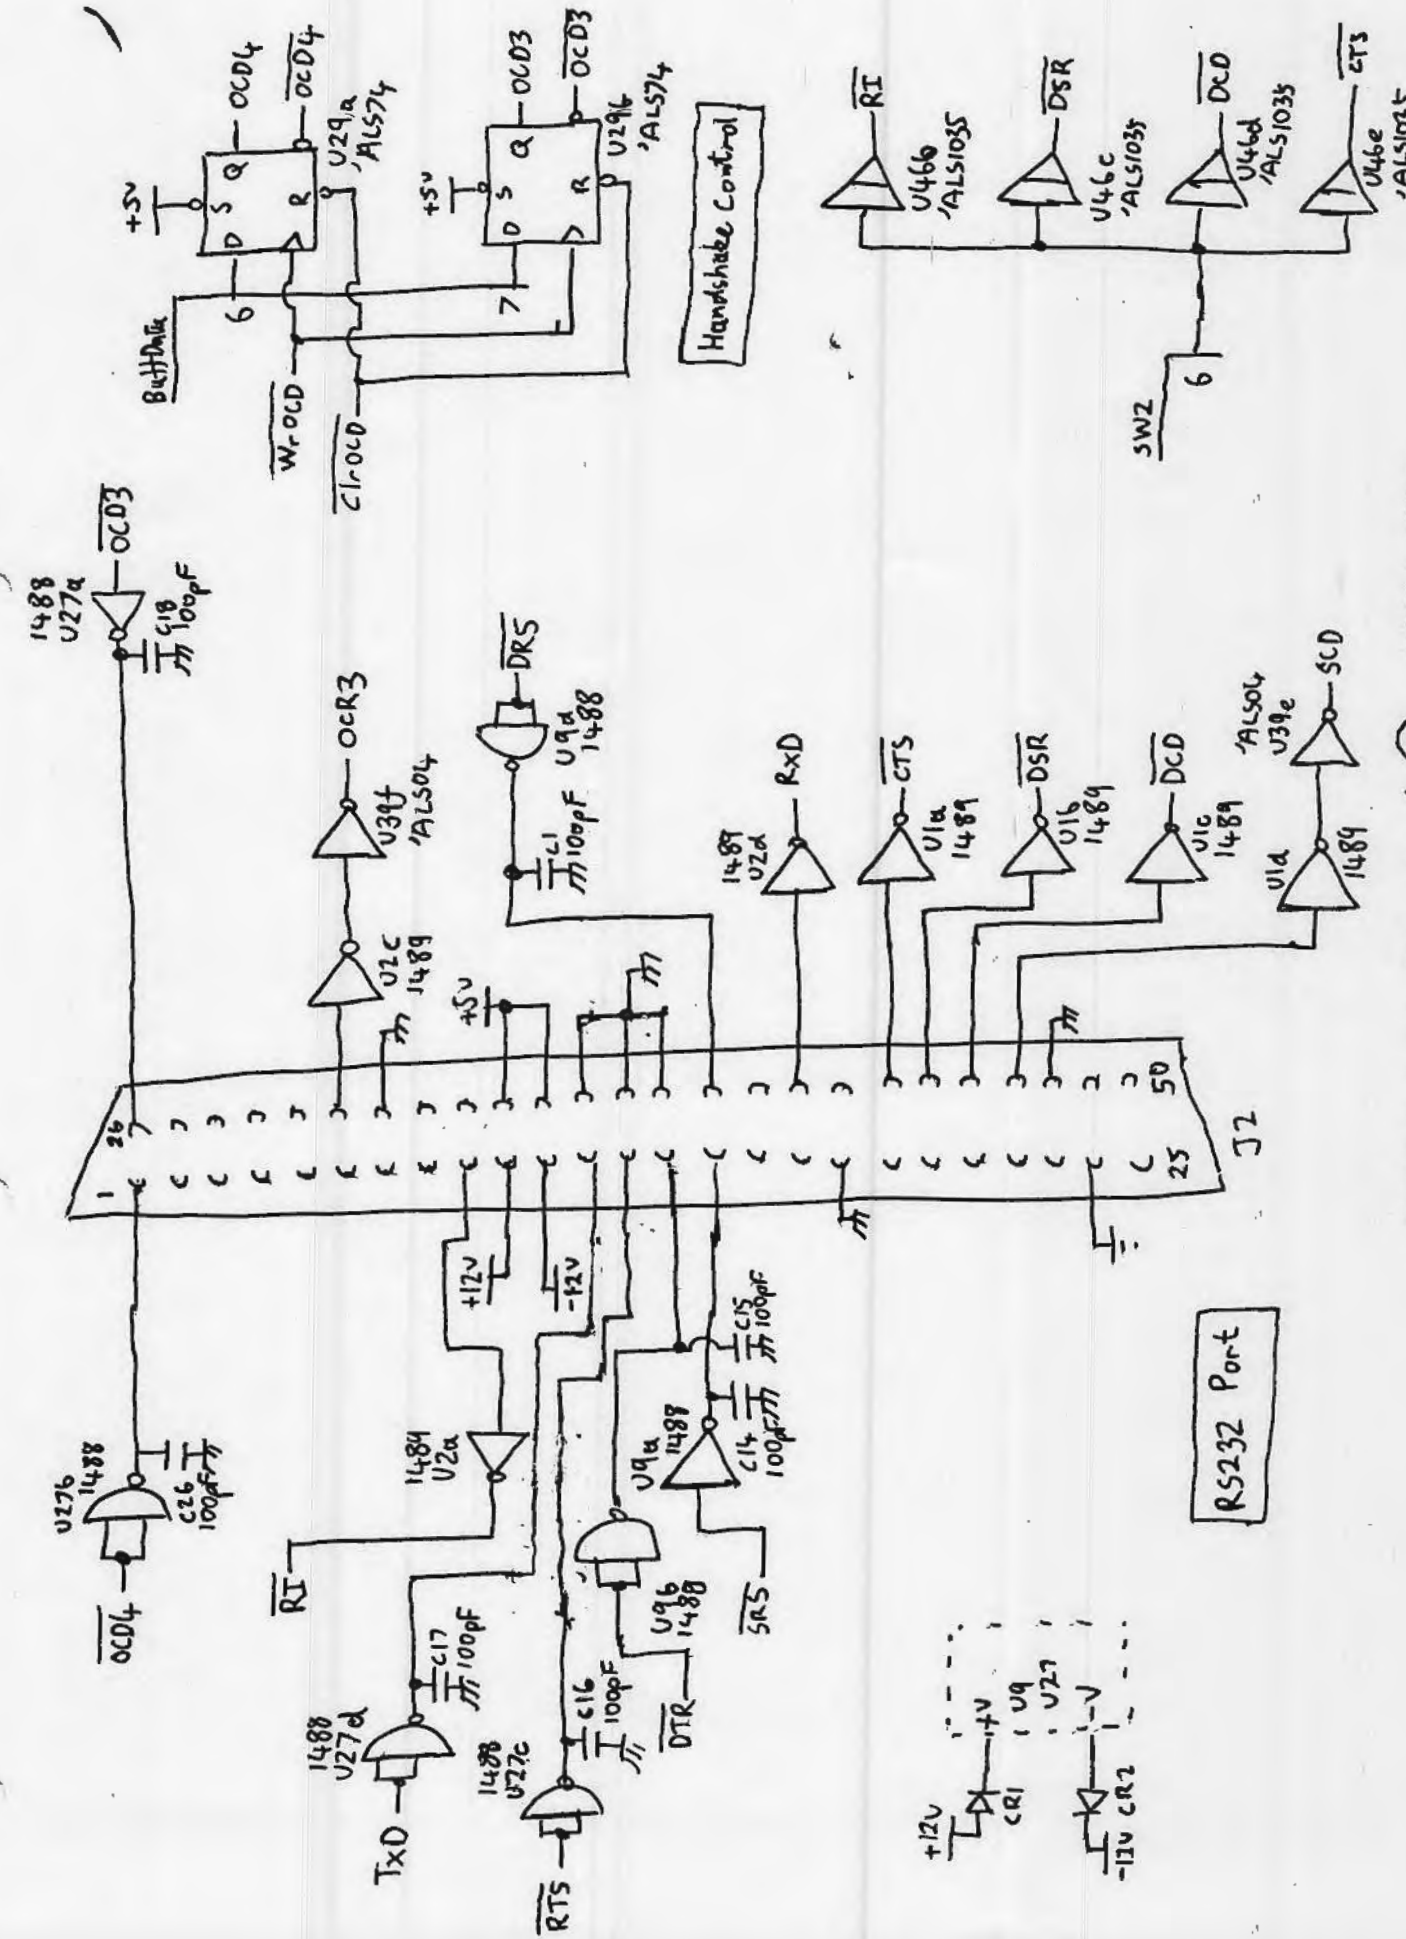 1488
U27b
OCD4
C26
100pF
1488
U27a
OCD3
C18
100pF
RI
1489
U2a
1488
U27d
TxD
C17
100pF
1488
U27c
RTS
C16
100pF
DTR
U9b
1488
U9a
1488
SRS
C14
100pF
C15
100pF
+12v
-12v
1
26
25
50
J2
U2c
1489
U39f
'ALS04
OCR3
+5v
DRS
U9d
1488
C1
100pF
1489
U2d
RxD
CTS
U1a
1489
DSR
U1b
1489
DCD
U1c
1489
U1d
1489
'ALS04
U39e
SCD
+12v
CR1
-12v
CR2
+V
U9
U27
-V
RS232 Port
BuffData
WrOCD
ClrOCD
6
+5v
D
S
Q
R
OCD4
OCD4
U29a
'ALS74
7
+5v
D
S
Q
R
OCD3
OCD3
U29b
'ALS74
Handshake Control
SW2
6
RI
U46b
'ALS1035
DSR
U46c
'ALS1035
DCD
U46d
'ALS1035
CTS
U46e
'ALS1035